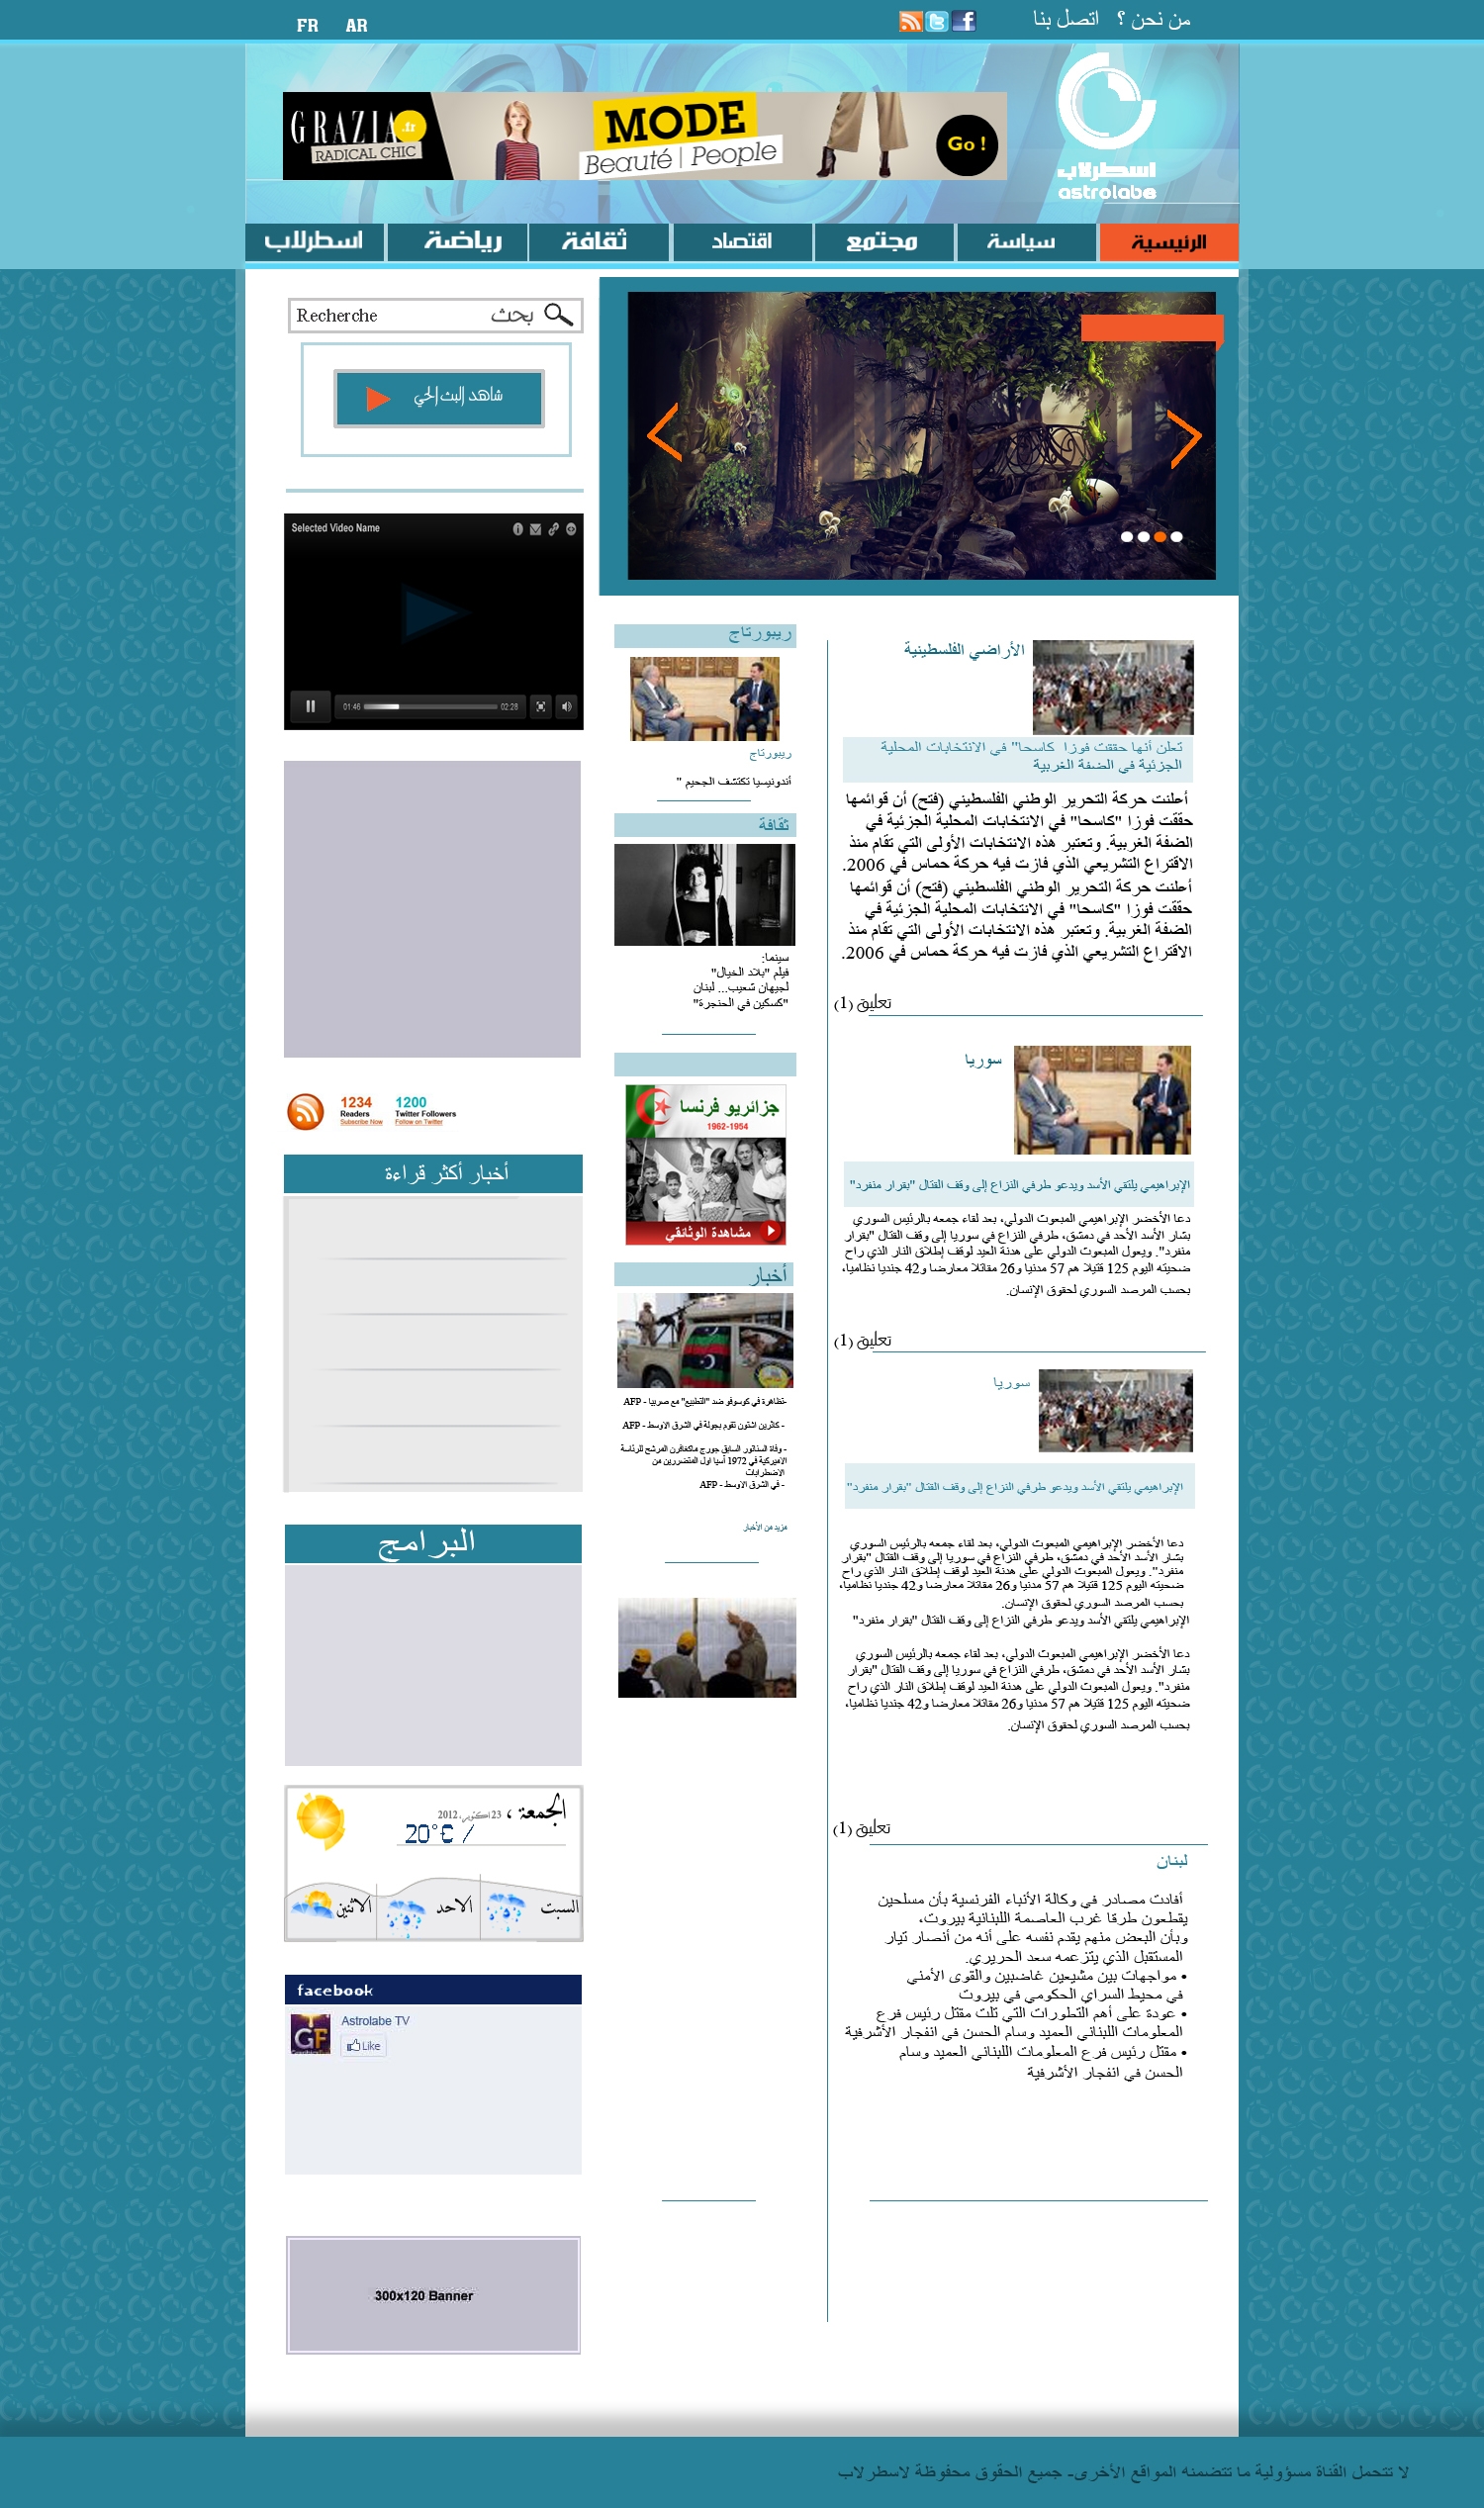 من نحن ؟ اتصل بنا
FR AR
GRAZIA.fr
RADICAL CHIC
MODE
Beauté | People
Go !
اسطرلاب
astrolabe
الرئيسية
سياسة
مجتمع
اقتصاد
ثقافة
رياضة
اسطرلاب
Recherche بحث
شاهد البث الحي
Selected Video Name
01:46 02:28
الأراضي الفلسطينية
تعلن أنها حققت فوزا كاسحا" في الانتخابات المحلية
الجزئية في الضفة الغربية
أعلنت حركة التحرير الوطني الفلسطيني (فتح) أن قوائمها
حققت فوزا "كاسحا" في الانتخابات المحلية الجزئية في
الضفة الغربية. وتعتبر هذه الانتخابات الأولى التي تقام منذ
الاقتراع التشريعي الذي فازت فيه حركة حماس في 2006.
أعلنت حركة التحرير الوطني الفلسطيني (فتح) أن قوائمها
حققت فوزا "كاسحا" في الانتخابات المحلية الجزئية في
الضفة الغربية. وتعتبر هذه الانتخابات الأولى التي تقام منذ
الاقتراع التشريعي الذي فازت فيه حركة حماس في 2006.
تعليق (1)
سوريا
الإبراهيمي يلتقي الأسد ويدعو طرفي النزاع إلى وقف القتال "بقرار منفرد"
دعا الأخضر الإبراهيمي المبعوث الدولي، بعد لقاء جمعه بالرئيس السوري
بشار الأسد الأحد في دمشق، طرفي النزاع في سوريا إلى وقف القتال "بقرار
منفرد". ويعول المبعوث الدولي على هدنة العيد لوقف إطلاق النار الذي راح
ضحيته اليوم 125 قتيلا هم 57 مدنيا و26 مقاتلا معارضا و42 جنديا نظاميا،
بحسب المرصد السوري لحقوق الإنسان.
تعليق (1)
سوريا
الإبراهيمي يلتقي الأسد ويدعو طرفي النزاع إلى وقف القتال "بقرار منفرد"
دعا الأخضر الإبراهيمي المبعوث الدولي، بعد لقاء جمعه بالرئيس السوري
بشار الأسد الأحد في دمشق، طرفي النزاع في سوريا إلى وقف القتال "بقرار
منفرد". ويعول المبعوث الدولي على هدنة العيد لوقف إطلاق النار الذي راح
ضحيته اليوم 125 قتيلا هم 57 مدنيا و26 مقاتلا معارضا و42 جنديا نظاميا،
بحسب المرصد السوري لحقوق الإنسان.
الإبراهيمي يلتقي الأسد ويدعو طرفي النزاع إلى وقف القتال "بقرار منفرد"
دعا الأخضر الإبراهيمي المبعوث الدولي، بعد لقاء جمعه بالرئيس السوري
بشار الأسد الأحد في دمشق، طرفي النزاع في سوريا إلى وقف القتال "بقرار
منفرد". ويعول المبعوث الدولي على هدنة العيد لوقف إطلاق النار الذي راح
ضحيته اليوم 125 قتيلا هم 57 مدنيا و26 مقاتلا معارضا و42 جنديا نظاميا،
بحسب المرصد السوري لحقوق الإنسان.
تعليق (1)
لبنان
أفادت مصادر في وكالة الأنباء الفرنسية بأن مسلحين
يقطعون طرقا غرب العاصمة اللبنانية بيروت،
وبأن البعض منهم يقدم نفسه على أنه من أنصار تيار
المستقبل الذي يتزعمه سعد الحريري.
• مواجهات بين مشيعين غاضبين والقوى الأمني
في محيط السراي الحكومي في بيروت
• عودة على أهم التطورات التي تلت مقتل رئيس فرع
المعلومات اللبناني العميد وسام الحسن في انفجار الأشرفية
• مقتل رئيس فرع المعلومات اللبناني العميد وسام
الحسن في انفجار الأشرفية
ريبورتاج
ريبورتاج
أندونيسيا تكتشف الجحيم "
ثقافة
سينما:
فيلم "بلاد الخيال"
لجيهان شعيب... لبنان
"كسكين في الحنجرة"
جزائريو فرنسا
1962-1954
مشاهدة الوثائقي
أخبار
-تظاهرة في كوسوفو ضد "التطبيع" مع صربيا - AFP
- كاثرين اشتون تقوم بجولة في الشرق الاوسط - AFP
- وفاة السناتور السابق جورج ماكغافرن المرشح للرئاسة
الاميركية في 1972 آسيا اول المتضررين من
الاضطرابات
- في الشرق الاوسط - AFP
مزيد من الأخبار
1234
Readers
Subscribe Now
1200
Twitter Followers
Follow on Twitter
أخبار أكثر قراءة
البرامج
الجمعة ، 23 اكتوبر، 2012
20°C /
السبت
الاحد
الاثنين
facebook
GF
Astrolabe TV
Like
300x120 Banner
لا تتحمل القناة مسؤولية ما تتضمنه المواقع الأخرى- جميع الحقوق محفوظة لاسطرلاب